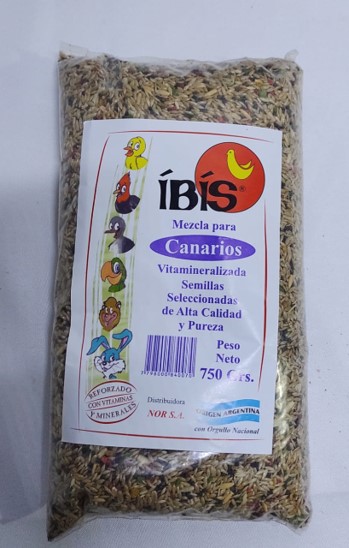 ÍBIS®
Mezcla para
Canarios
Vitamineralizada
Semillas
Seleccionadas
de Alta Calidad
y Pureza
Peso
Neto
750 Grs.
REFORZADO
CON VITAMINAS
Y MINERALES
Distribuidora
NOR S.A.
ORIGEN ARGENTINA
con Orgullo Nacional